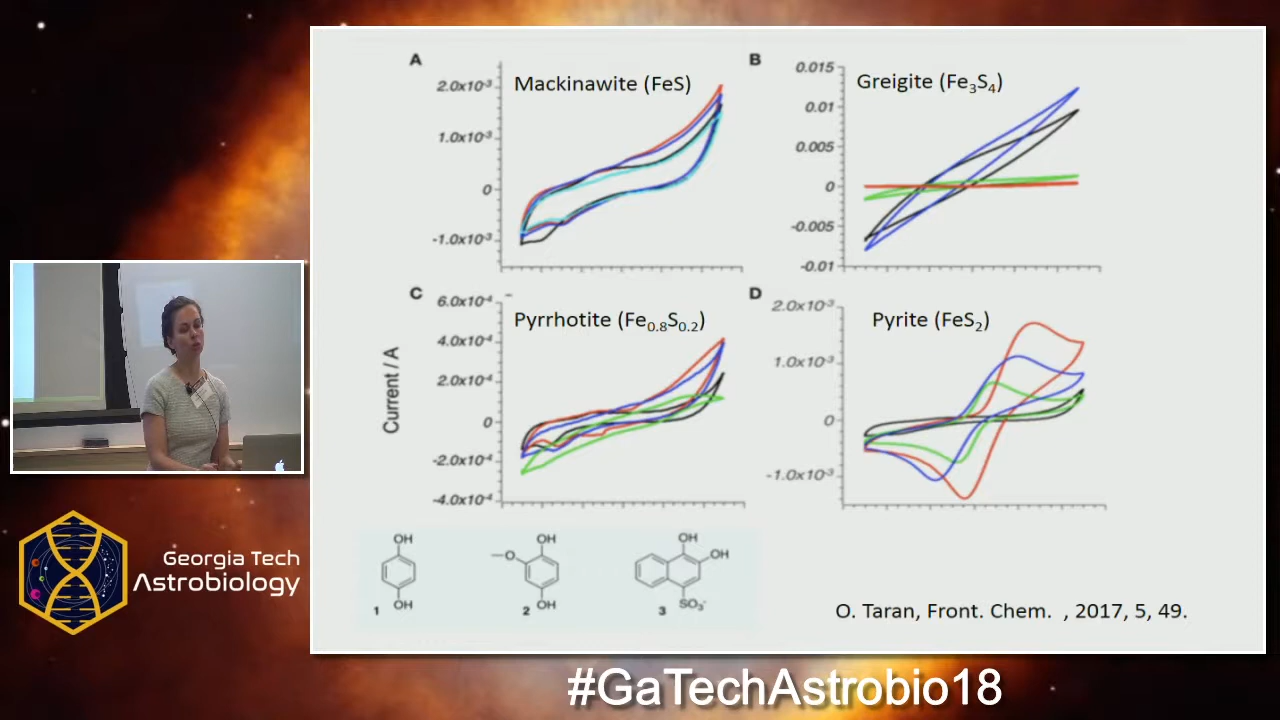 A
Mackinawite (FeS)
2.0x10⁻³
1.0x10⁻³
0
-1.0x10⁻³
B
Greigite (Fe₃S₄)
0.015
0.01
0.005
0
-0.005
-0.01
C
Pyrrhotite (Fe₀.₈S₀.₂)
6.0x10⁻⁴
4.0x10⁻⁴
2.0x10⁻⁴
0
-2.0x10⁻⁴
-4.0x10⁻⁴
Current / A
D
Pyrite (FeS₂)
2.0x10⁻³
1.0x10⁻³
0
-1.0x10⁻³
OH
OH
1
OH
O
OH
2
OH
OH
SO₃⁻
3
O. Taran, Front. Chem. , 2017, 5, 49.
Georgia Tech
Astrobiology
#GaTechAstrobio18